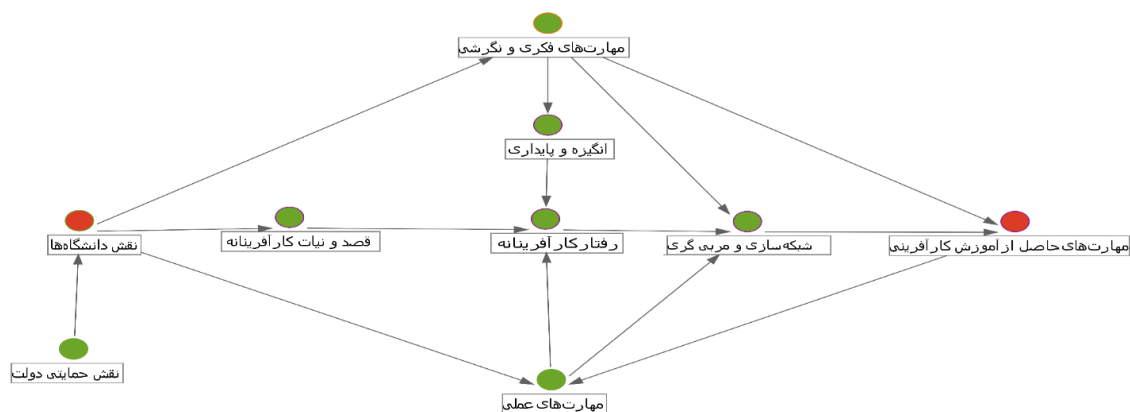 مهارت‌های فکری و نگرشی
انگیزه و پایداری
نقش دانشگاه‌ها
قصد و نیات کارآفرینانه
رفتار کارآفرینانه
شبکه‌سازی و مربی گری
مهارت‌های حاصل از آموزش کارآفرینی
نقش حمایتی دولت
مهارت‌های عملی